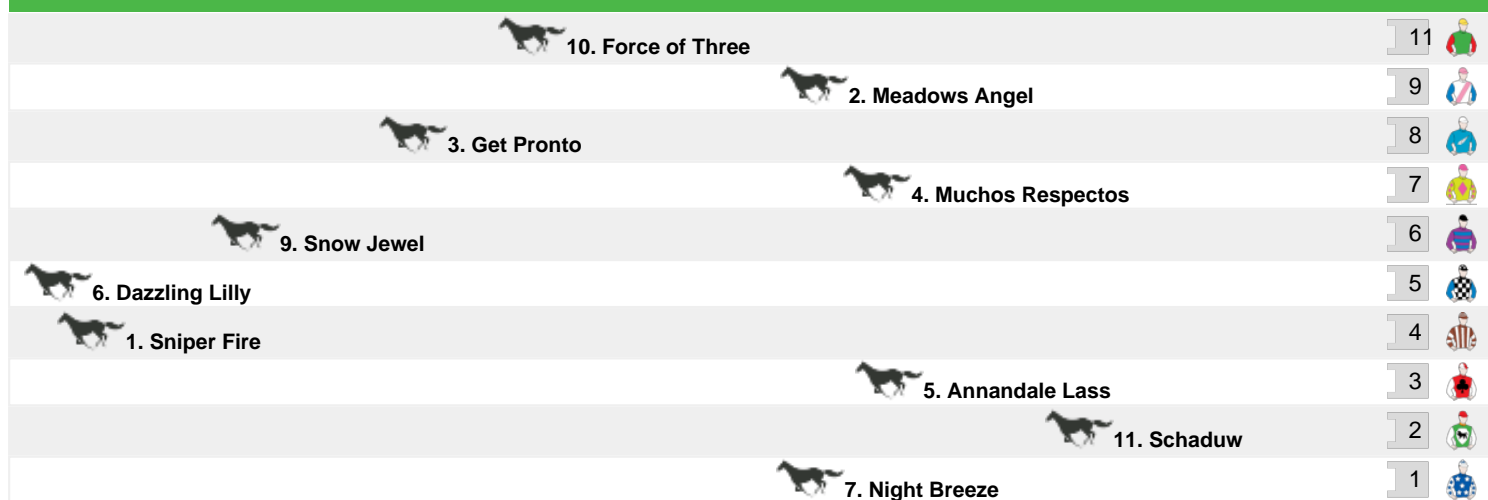 10. Force of Three 11
2. Meadows Angel 9
3. Get Pronto 8
4. Muchos Respectos 7
9. Snow Jewel 6
6. Dazzling Lilly 5
1. Sniper Fire 4
5. Annandale Lass 3
11. Schaduw 2
7. Night Breeze 1